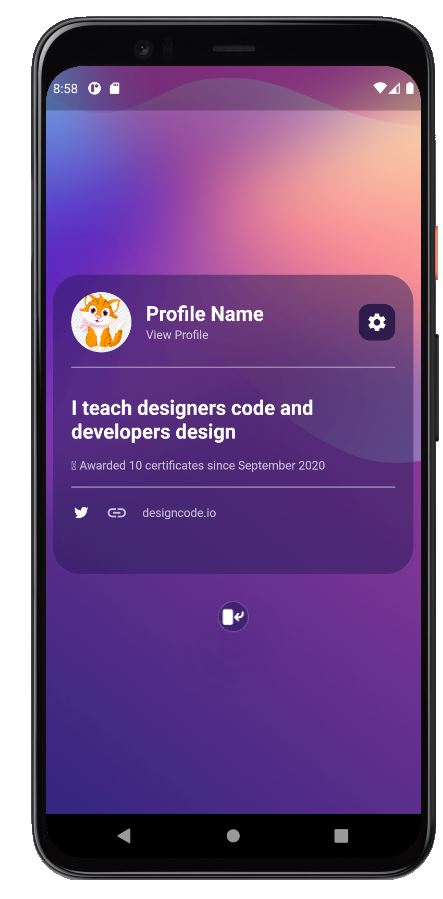 8:58
Profile Name
View Profile
I teach designers code and
developers design
Awarded 10 certificates since September 2020
designcode.io